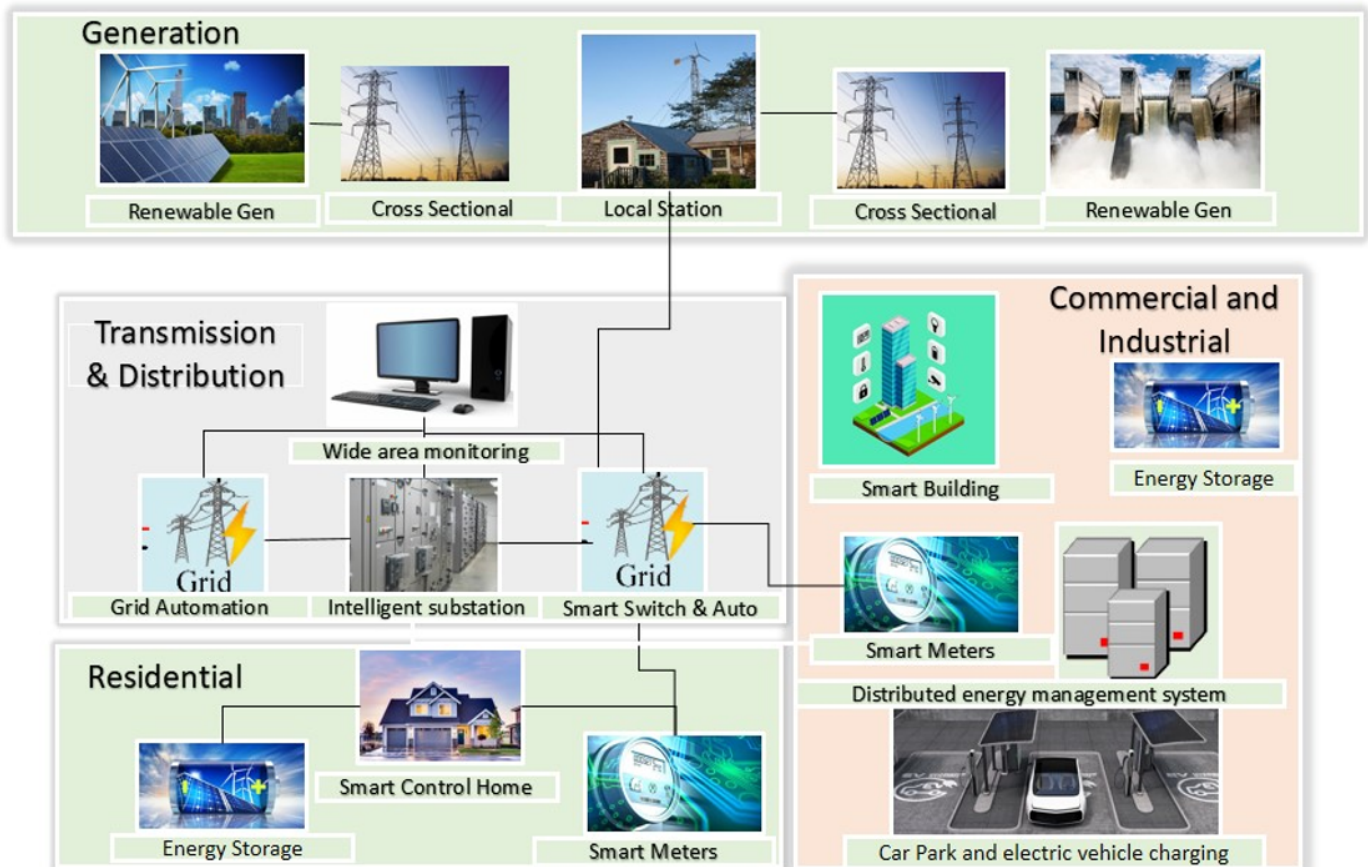 Generation
Renewable Gen
Cross Sectional
Local Station
Cross Sectional
Renewable Gen
Transmission
& Distribution
Wide area monitoring
Grid
Grid
Grid Automation
Intelligent substation
Smart Switch & Auto
Commercial and
Industrial
Smart Building
Energy Storage
Smart Meters
Distributed energy management system
Car Park and electric vehicle charging
Residential
Smart Control Home
Energy Storage
Smart Meters